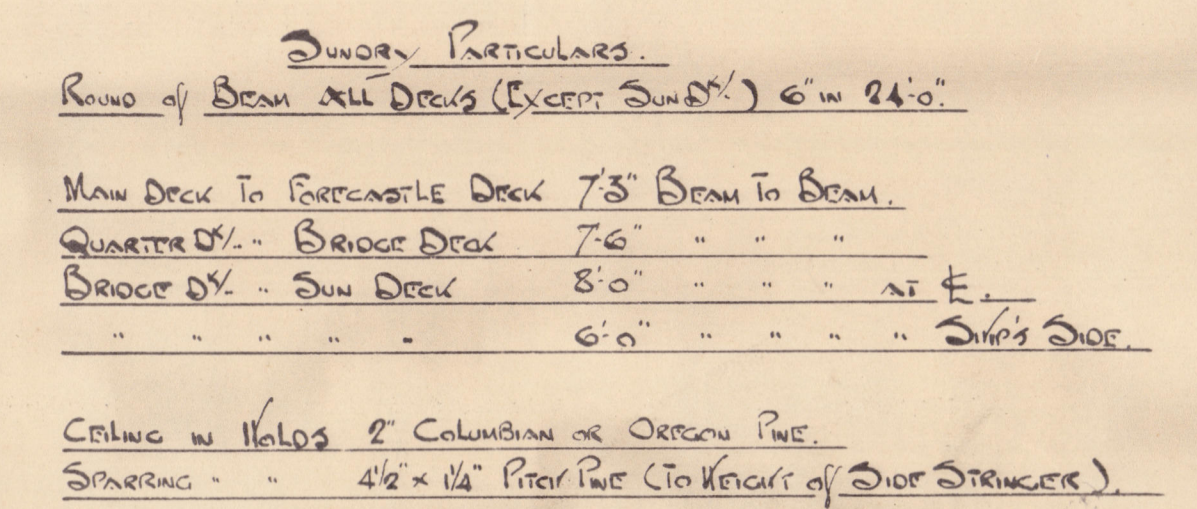 SUNDRY PARTICULARS.
ROUND of BEAM ALL DECKS (EXCEPT SUN DK/.) 6" IN 24'-0".
MAIN DECK TO FORECASTLE DECK 7'-3" BEAM TO BEAM.
QUARTER DK/. " BRIDGE DECK 7'-6" " " "
BRIDGE DK/. " SUN DECK 8'-0" " " " AT ℄.
" " " " " 6'-0" " " " " SHIP'S SIDE.
CEILING IN HOLDS 2" COLUMBIAN OR OREGON PINE.
SPARRING " " 4½" × 1¼" PITCH PINE (TO HEIGHT of SIDE STRINGER).